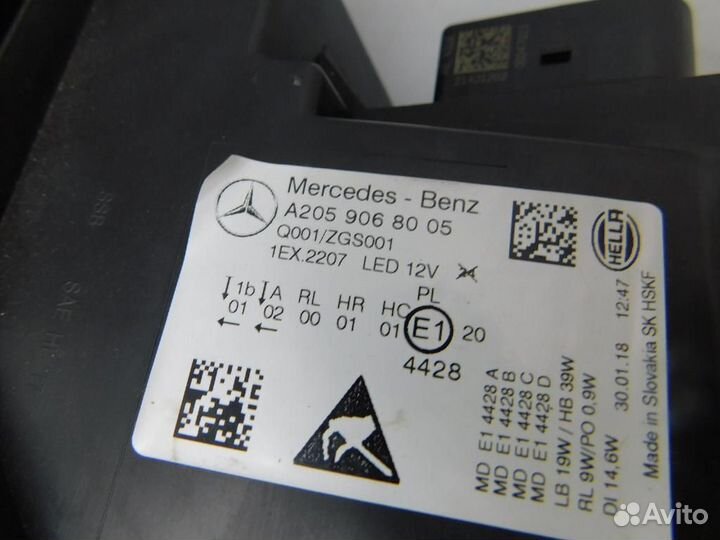 Mercedes - Benz
A205 906 80 05
Q001/ZGS001
1EX.2207 LED 12V
PL
1b A RL HR HC
01 02 00 01 01 E1 20
4428
MD E1 4428 A
MD E1 4428 B
MD E1 4428 C
MD E1 4428 D
LB 19W / HB 39W
RL 9W/PO 0,9W
DI 14,6W 30.01.18 12:47
Made in Slovakia SK HSKF
HELLA
SAE
Avito